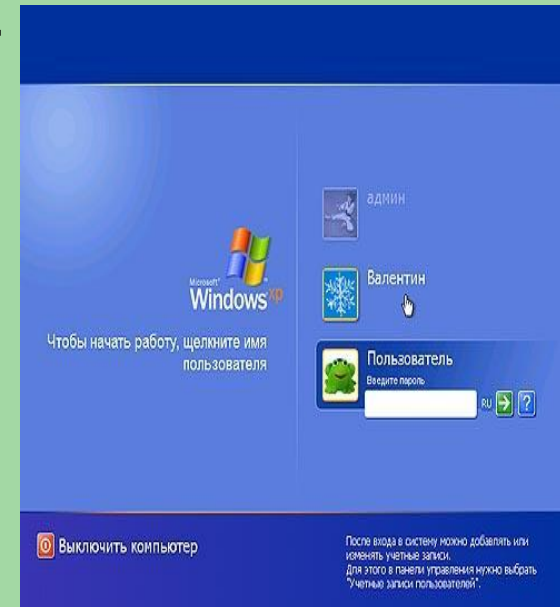 админ
Валентин
Microsoft
Windows xp
Чтобы начать работу, щелкните имя
пользователя
Пользователь
Введите пароль
RU
?
Выключить компьютер
После входа в систему можно добавлять или
изменять учетные записи.
Для этого в панели управления нужно выбрать
"Учетные записи пользователей".